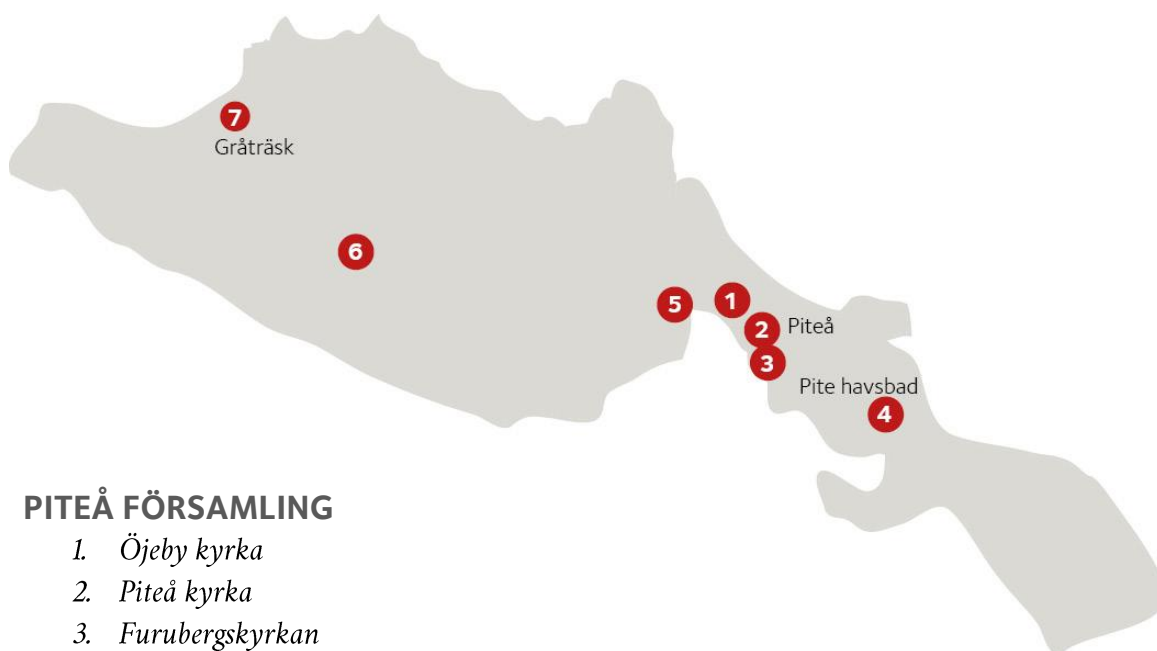 7
Gråträsk
6
5
1
2 Piteå
3
Pite havsbad
4
PITEÅ FÖRSAMLING
1. Öjeby kyrka
2. Piteå kyrka
3. Furubergskyrkan